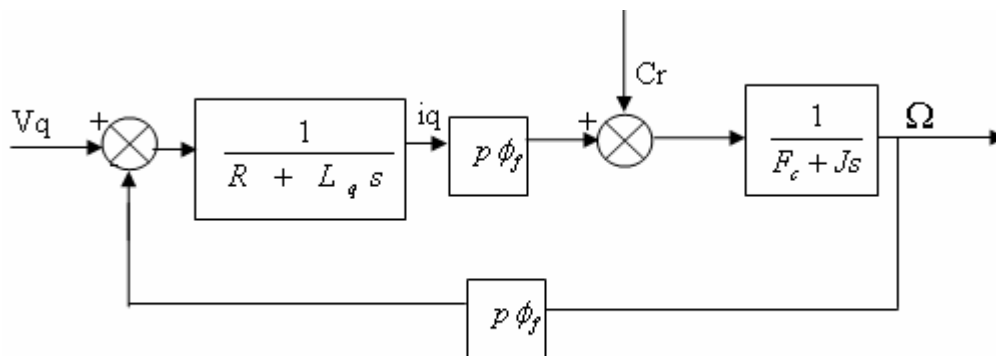 Vq
+
1
R + L_q s
iq
p ϕ_f
+
Cr
1
F_c + Js
Ω
p ϕ_f